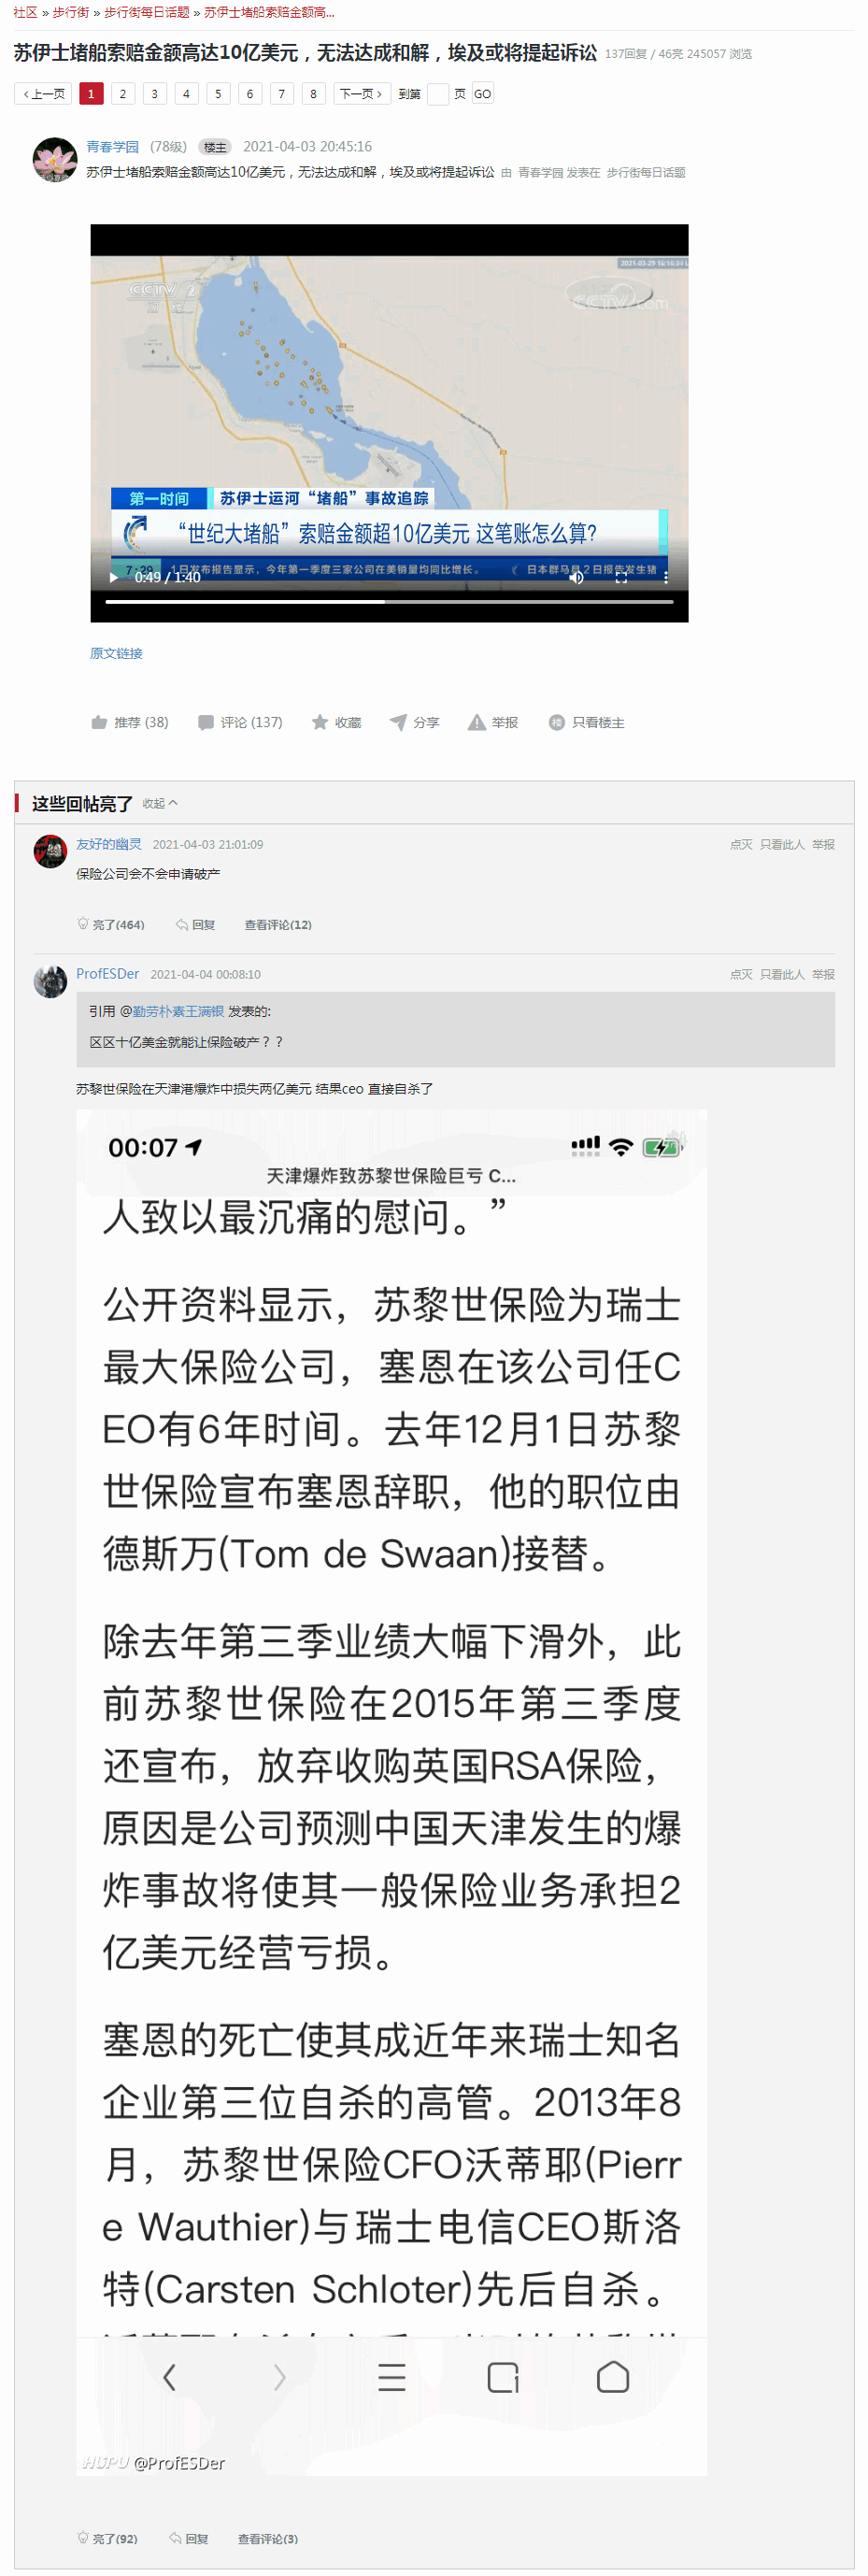 社区 » 步行街 » 步行街每日话题 » 苏伊士堵船索赔金额高...
苏伊士堵船索赔金额高达10亿美元，无法达成和解，埃及或将提起诉讼 137回复 / 46亮 245057 浏览
‹ 上一页 1 2 3 4 5 6 7 8 下一页 › 到第 页 GO
青春学园 (78级) 楼主 2021-04-03 20:45:16
苏伊士堵船索赔金额高达10亿美元，无法达成和解，埃及或将提起诉讼 由 青春学园 发表在 步行街每日话题
2021-03-29 16:16:04
CCTV 2
CCTV2.com
财 经
第一时间 苏伊士运河“堵船”事故追踪
“世纪大堵船”索赔金额超10亿美元 这笔账怎么算?
7:29 1日发布报告显示，今年第一季度三家公司在美销量均同比增长。 日本群马县2日报告发生猪
0:49 / 1:40
原文链接
推荐 (38) 评论 (137) 收藏 分享 举报 楼 只看楼主
这些回帖亮了 收起
友好的幽灵 2021-04-03 21:01:09 点灭 只看此人 举报
保险公司会不会申请破产
亮了(464) 回复 查看评论(12)
ProfESDer 2021-04-04 00:08:10 点灭 只看此人 举报
引用 @勤劳朴素王满银 发表的:
区区十亿美金就能让保险破产？？
苏黎世保险在天津港爆炸中损失两亿美元 结果ceo 直接自杀了
00:07
天津爆炸致苏黎世保险巨亏 C...
人致以最沉痛的慰问。”
公开资料显示，苏黎世保险为瑞士
最大保险公司，塞恩在该公司任C
EO有6年时间。去年12月1日苏黎
世保险宣布塞恩辞职，他的职位由
德斯万(Tom de Swaan)接替。
除去年第三季业绩大幅下滑外，此
前苏黎世保险在2015年第三季度
还宣布，放弃收购英国RSA保险，
原因是公司预测中国天津发生的爆
炸事故将使其一般保险业务承担2
亿美元经营亏损。
塞恩的死亡使其成近年来瑞士知名
企业第三位自杀的高管。2013年8
月，苏黎世保险CFO沃蒂耶(Pierr
e Wauthier)与瑞士电信CEO斯洛
特(Carsten Schloter)先后自杀。
1
HUPU @ProfESDer
亮了(92) 回复 查看评论(3)